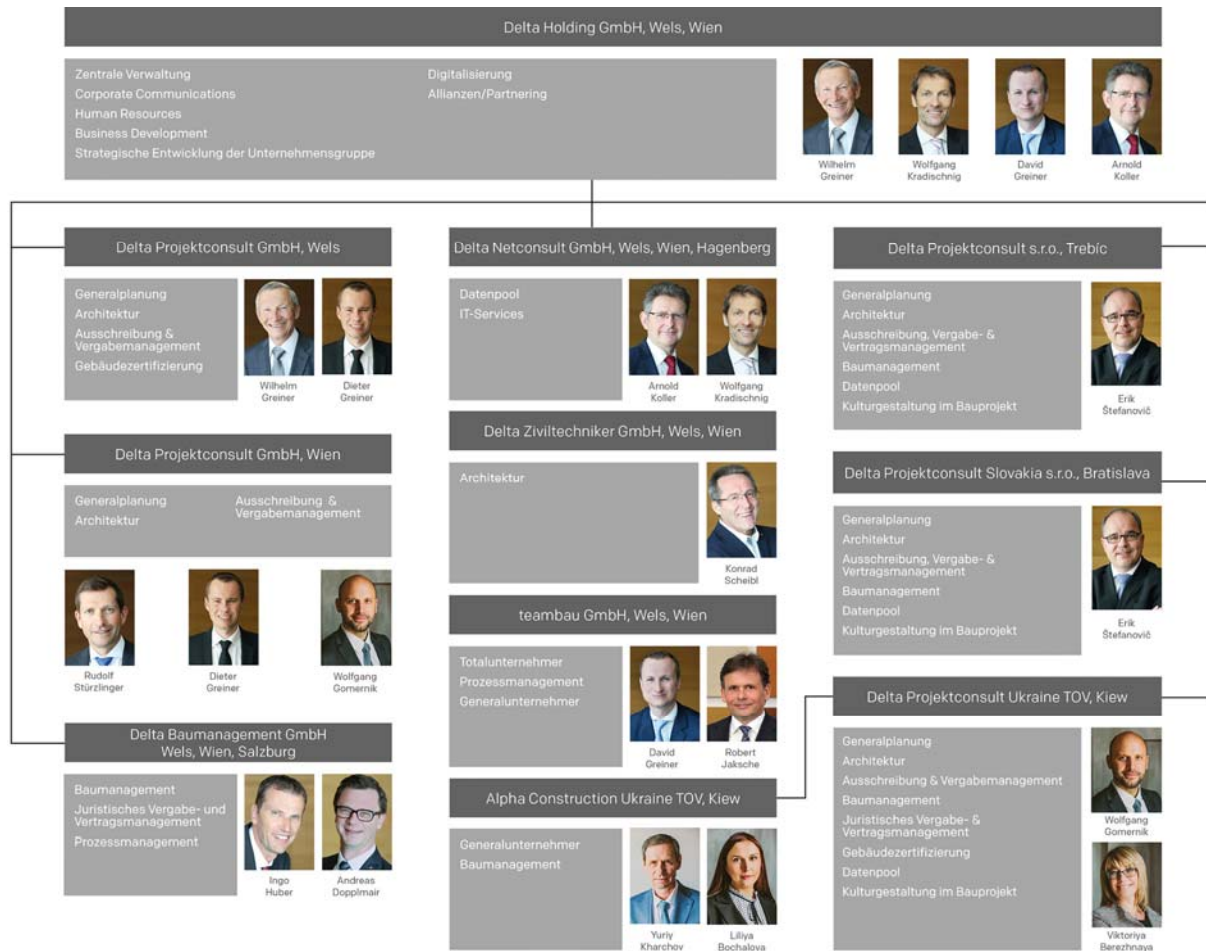 Delta Holding GmbH, Wels, Wien
Zentrale Verwaltung
Corporate Communications
Human Resources
Business Development
Strategische Entwicklung der Unternehmensgruppe
Digitalisierung
Allianzen/Partnering
Wilhelm
Greiner
Wolfgang
Kradischnig
David
Greiner
Arnold
Koller
Delta Projektconsult GmbH, Wels
Generalplanung
Architektur
Ausschreibung &
Vergabemanagement
Gebäudezertifizierung
Wilhelm
Greiner
Dieter
Greiner
Delta Projektconsult GmbH, Wien
Generalplanung
Architektur
Ausschreibung &
Vergabemanagement
Rudolf
Stürzlinger
Dieter
Greiner
Wolfgang
Gomernik
Delta Baumanagement GmbH
Wels, Wien, Salzburg
Baumanagement
Juristisches Vergabe- und
Vertragsmanagement
Prozessmanagement
Ingo
Huber
Andreas
Dopplmair
Delta Netconsult GmbH, Wels, Wien, Hagenberg
Datenpool
IT-Services
Arnold
Koller
Wolfgang
Kradischnig
Delta Ziviltechniker GmbH, Wels, Wien
Architektur
Konrad
Scheibl
teambau GmbH, Wels, Wien
Totalunternehmer
Prozessmanagement
Generalunternehmer
David
Greiner
Robert
Jaksche
Alpha Construction Ukraine TOV, Kiew
Generalunternehmer
Baumanagement
Yuriy
Kharchov
Liliya
Bochalova
Delta Projektconsult s.r.o., Trebíc
Generalplanung
Architektur
Ausschreibung, Vergabe- &
Vertragsmanagement
Baumanagement
Datenpool
Kulturgestaltung im Bauprojekt
Erik
Štefanovič
Delta Projektconsult Slovakia s.r.o., Bratislava
Generalplanung
Architektur
Ausschreibung, Vergabe- &
Vertragsmanagement
Baumanagement
Datenpool
Kulturgestaltung im Bauprojekt
Erik
Štefanovič
Delta Projektconsult Ukraine TOV, Kiew
Generalplanung
Architektur
Ausschreibung & Vergabemanagement
Baumanagement
Juristisches Vergabe- &
Vertragsmanagement
Gebäudezertifizierung
Datenpool
Kulturgestaltung im Bauprojekt
Wolfgang
Gomernik
Viktoriya
Berezhnaya